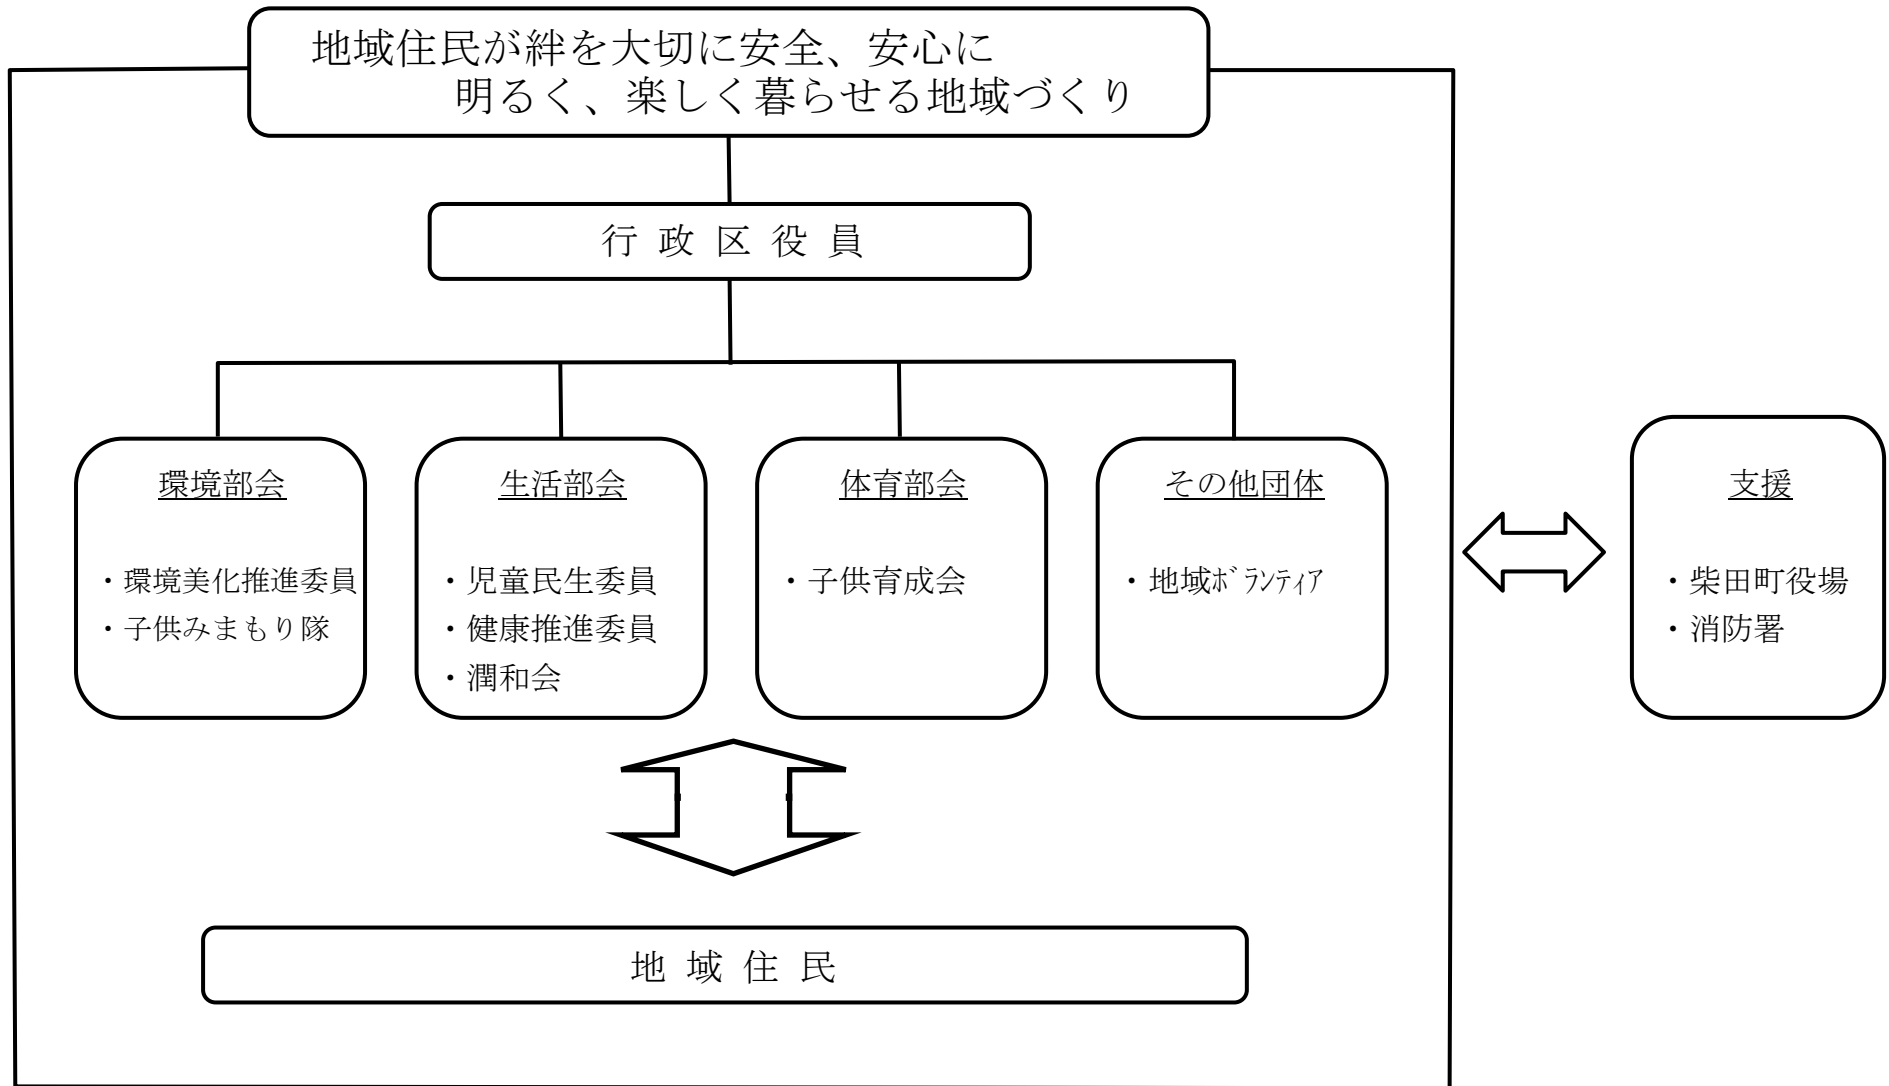 地域住民が絆を大切に安全、安心に
明るく、楽しく暮らせる地域づくり
行政区役員
環境部会
・環境美化推進委員
・子供みまもり隊
生活部会
・児童民生委員
・健康推進委員
・潤和会
体育部会
・子供育成会
その他団体
・地域ボランティア
支援
・柴田町役場
・消防署
地域住民